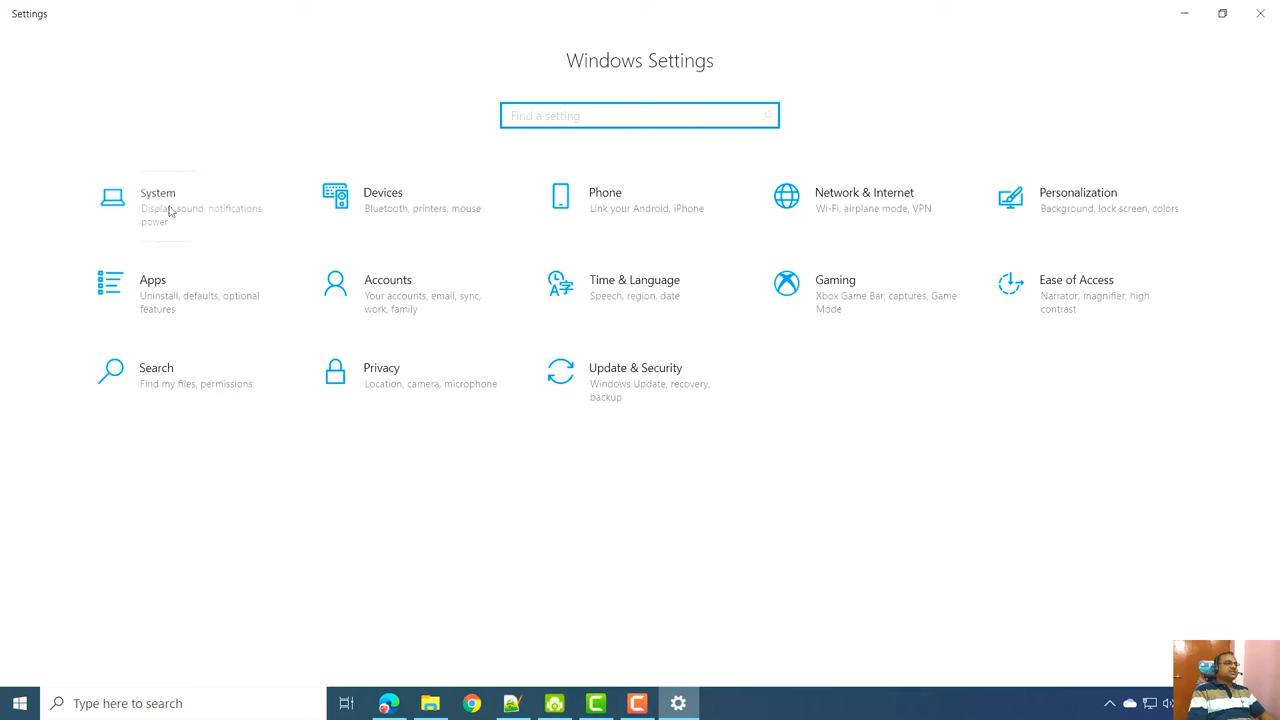 Settings
Windows Settings
Find a setting
System
Display, sound, notifications,
power
Devices
Bluetooth, printers, mouse
Phone
Link your Android, iPhone
Network & Internet
Wi-Fi, airplane mode, VPN
Personalization
Background, lock screen, colors
Apps
Uninstall, defaults, optional
features
Accounts
Your accounts, email, sync,
work, family
Time & Language
Speech, region, date
Gaming
Xbox Game Bar, captures, Game
Mode
Ease of Access
Narrator, magnifier, high
contrast
Search
Find my files, permissions
Privacy
Location, camera, microphone
Update & Security
Windows Update, recovery,
backup
Type here to search